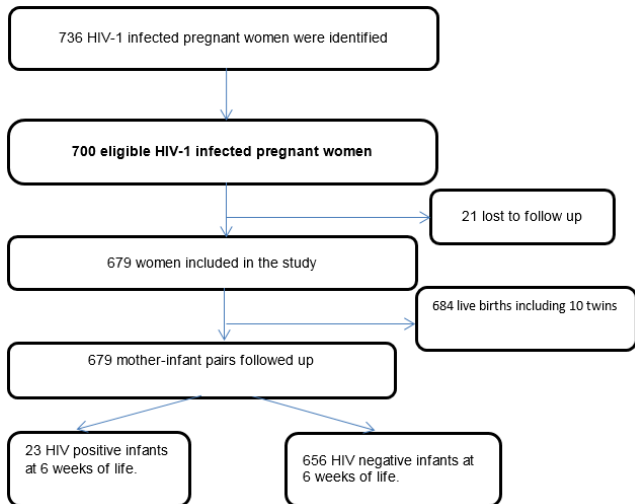 736 HIV-1 infected pregnant women were identified
700 eligible HIV-1 infected pregnant women
21 lost to follow up
679 women included in the study
684 live births including 10 twins
679 mother-infant pairs followed up
23 HIV positive infants
at 6 weeks of life.
656 HIV negative infants at
6 weeks of life.